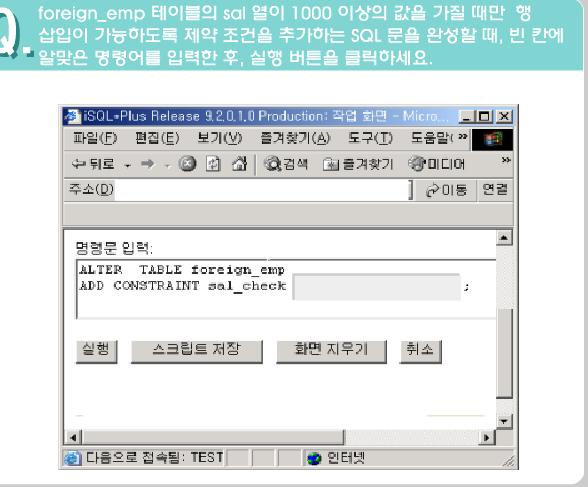 Q.
foreign_emp 테이블의 sal 열이 1000 이상의 값을 가질 때만 행
삽입이 가능하도록 제약 조건을 추가하는 SQL 문을 완성할 때, 빈 칸에
알맞은 명령어를 입력한 후, 실행 버튼을 클릭하세요.
iSQL*Plus Release 9,2,0,1,0 Production: 작업 화면 - Micro...
파일(F) 편집(E) 보기(V) 즐겨찾기(A) 도구(T) 도움말( »
뒤로 검색 즐겨찾기 미디어 »
주소(D) 이동 연결
명령문 입력:
ALTER TABLE foreign_emp
ADD CONSTRAINT sal_check ;
실행 스크립트 저장 화면 지우기 취소
다음으로 접속됨: TEST 인터넷